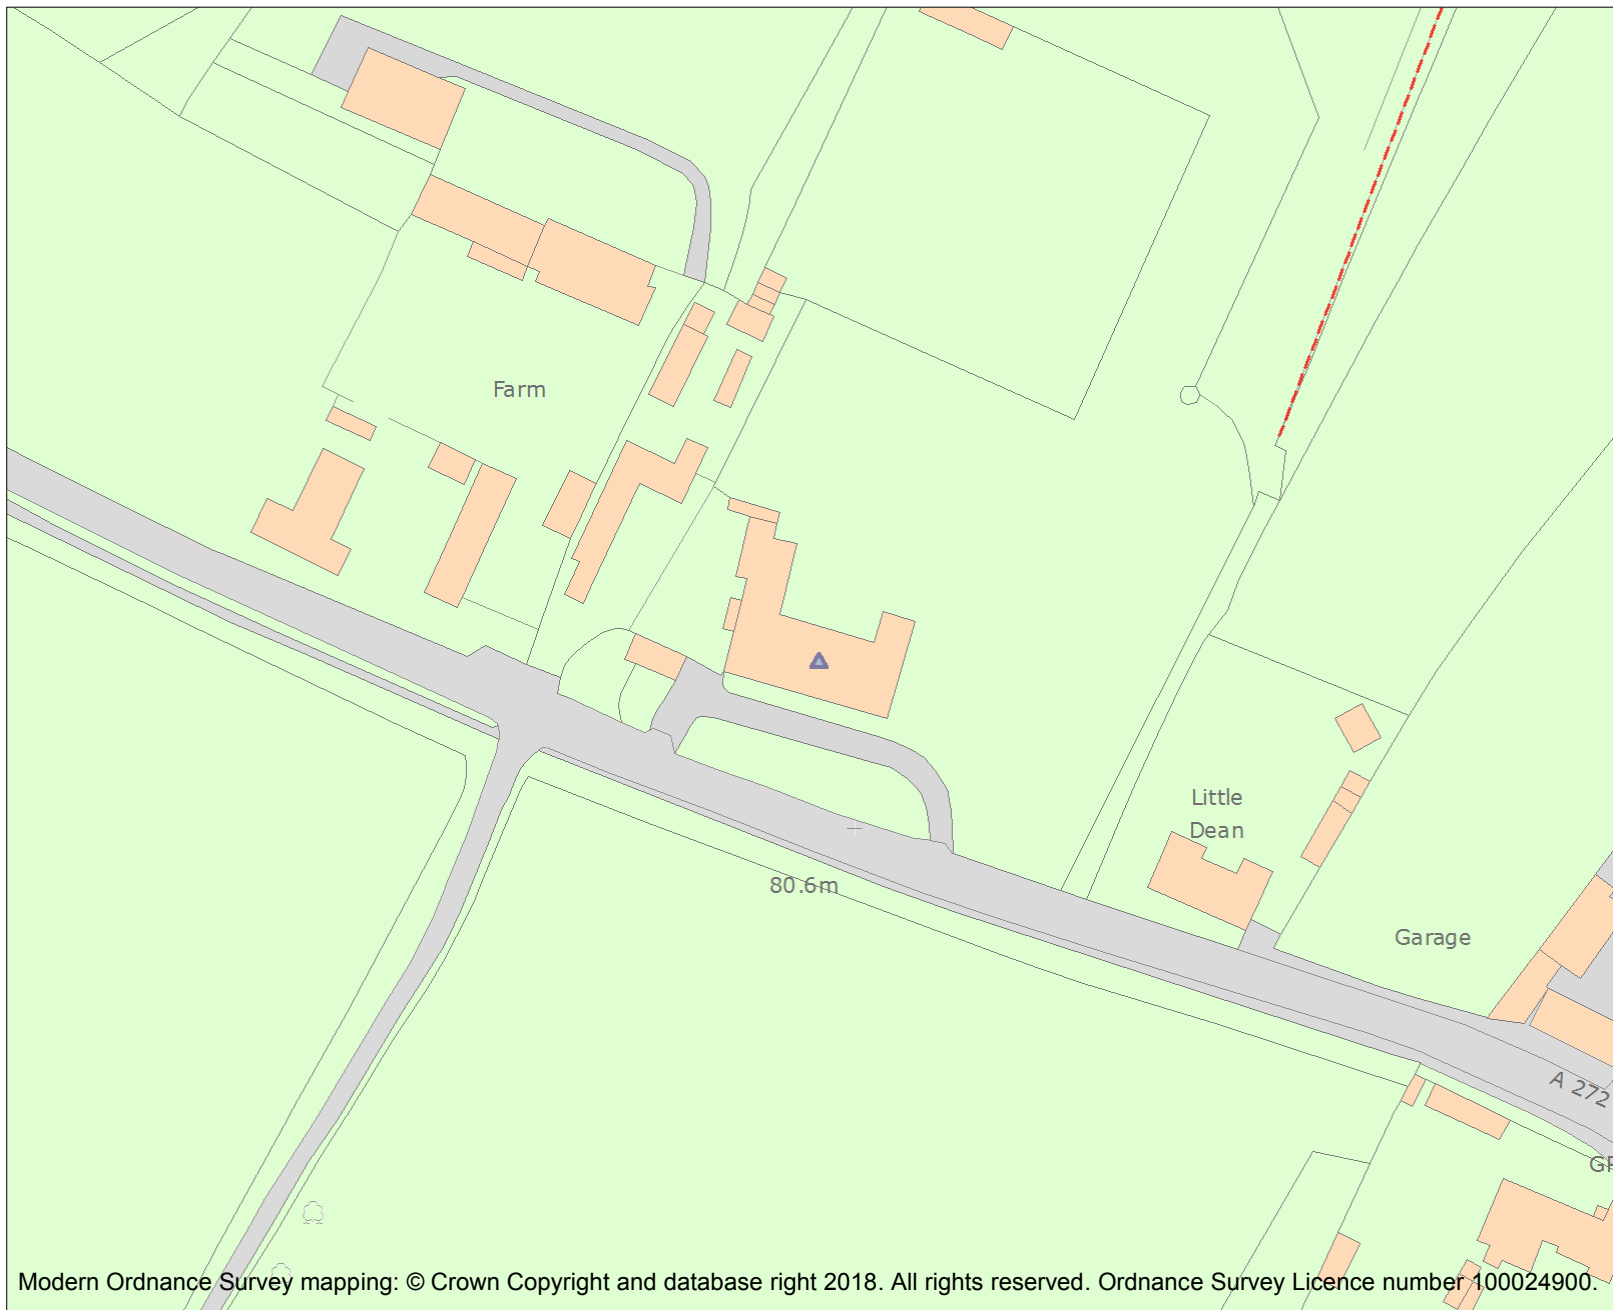 Farm
Little
Dean
80.6m
Garage
A 272
GP
Modern Ordnance Survey mapping: © Crown Copyright and database right 2018. All rights reserved. Ordnance Survey Licence number 100024900.